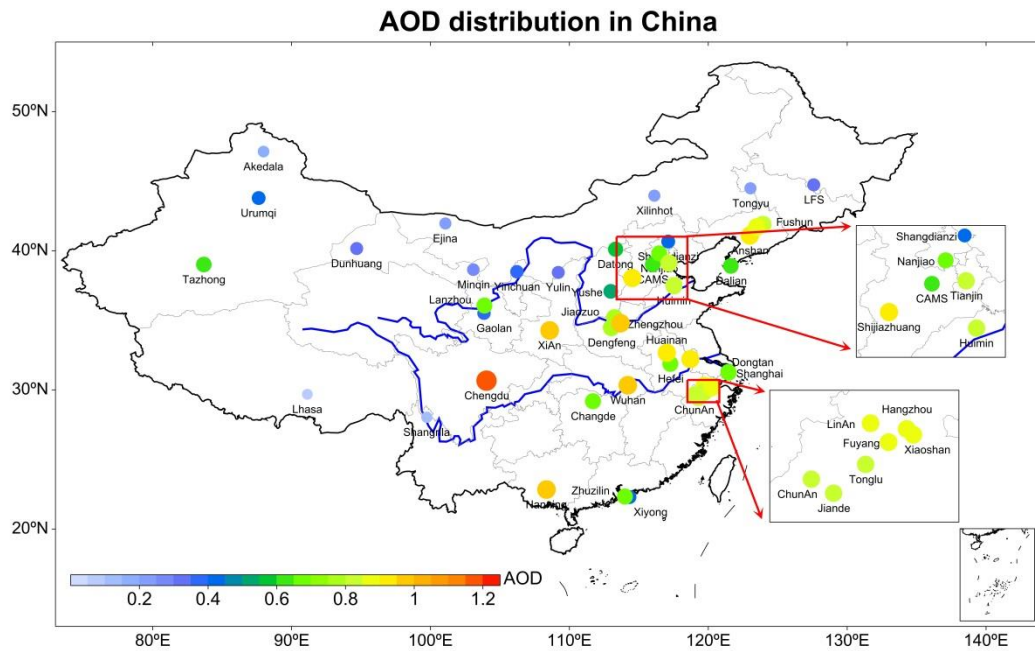 AOD distribution in China
50ºN
40ºN
30ºN
20ºN
Akedala
Urumqi
Tazhong
Ejina
Dunhuang
Minqin
Yinchuan
Yulin
Lanzhou
Gaolan
Xilinhot
Tongyu
LFS
Fushun
Anshan
Datong
Shangdianzi
CAMS
Dalian
Yushe
Huimin
Jiaozuo
Zhengzhou
Dengfeng
XiAn
Huainan
Hefei
Dongtan
Shanghai
Chengdu
Wuhan
ChunAn
Changde
Lhasa
Shangrila
Nanning
Zhuzilin
Xiyong
Shangdianzi
Nanjiao
CAMS
Tianjin
Shijiazhuang
Huimin
Hangzhou
LinAn
Fuyang
Xiaoshan
Tonglu
ChunAn
Jiande
AOD
0.2 0.4 0.6 0.8 1 1.2
80ºE 90ºE 100ºE 110ºE 120ºE 130ºE 140ºE